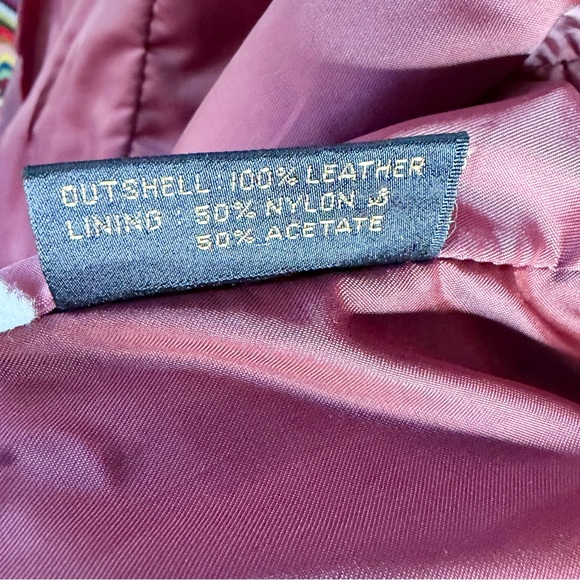 OUTSHELL : 100% LEATHER
LINING : 50% NYLON &
50% ACETATE